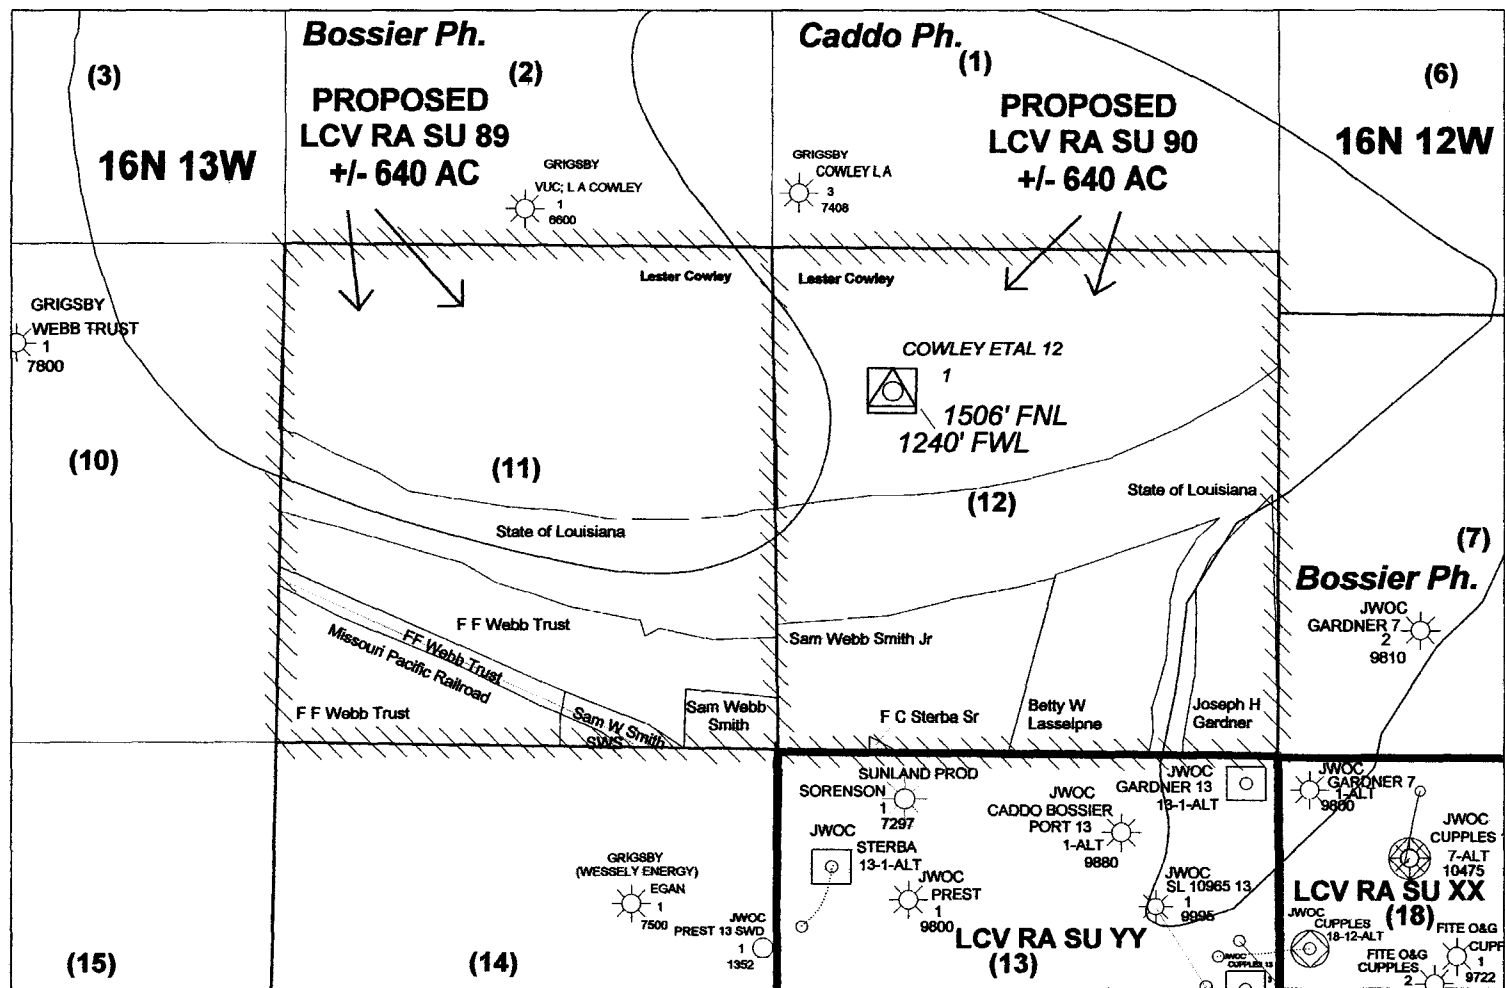 Bossier Ph.
Caddo Ph.
(3)
(2)
(1)
(6)
PROPOSED
LCV RA SU 89
+/- 640 AC
PROPOSED
LCV RA SU 90
+/- 640 AC
16N 13W
16N 12W
GRIGSBY
VUC; L A COWLEY
1
6600
GRIGSBY
COWLEY L A
3
7408
Lester Cowley
Lester Cowley
GRIGSBY
WEBB TRUST
1
7800
COWLEY ETAL 12
1
1506' FNL
1240' FWL
(10)
(11)
(12)
State of Louisiana
State of Louisiana
(7)
Bossier Ph.
JWOC
GARDNER 7
2
9810
F F Webb Trust
FF Webb Trust
Missouri Pacific Railroad
F F Webb Trust
Sam W Smith
SWS
Sam Webb
Smith
Sam Webb Smith Jr
F C Sterba Sr
Betty W
Lasseipne
Joseph H
Gardner
SUNLAND PROD
SORENSON
1
7297
JWOC
STERBA
13-1-ALT
JWOC
PREST
1
9800
JWOC
CADDO BOSSIER
PORT 13
1-ALT
9880
JWOC
GARDNER 13
13-1-ALT
JWOC
SL 10965 13
1
9995
JWOC
GARDNER 7
1-ALT
9800
JWOC
CUPPLES
7-ALT
10475
LCV RA SU XX
(18)
JWOC
CUPPLES
18-12-ALT
FITE O&G
CUPP
1
9722
FITE O&G
CUPPLES
2
GRIGSBY
(WESSELY ENERGY)
EGAN
1
7500
JWOC
PREST 13 SWD
1
1352
LCV RA SU YY
(13)
JWOC
CUPPLES 13
(15)
(14)